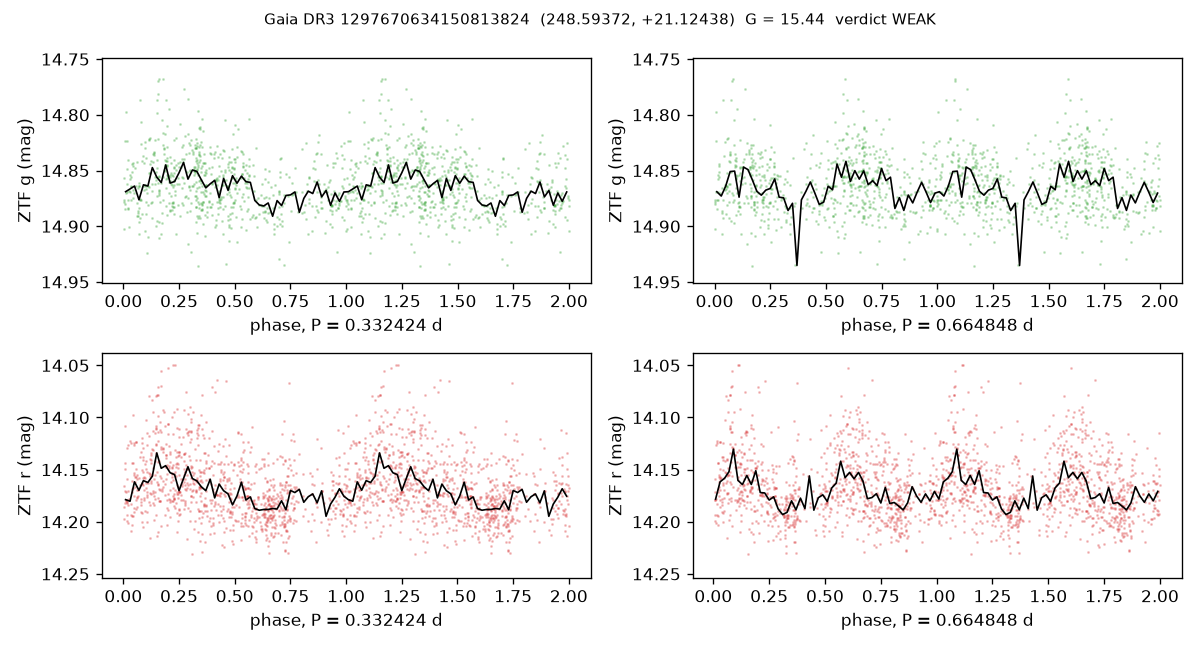 Gaia DR3 1297670634150813824 (248.59372, +21.12438) G = 15.44 verdict WEAK
14.75
14.80
14.85
14.90
14.95
ZTF g (mag)
0.00 0.25 0.50 0.75 1.00 1.25 1.50 1.75 2.00
phase, P = 0.332424 d
14.75
14.80
14.85
14.90
14.95
ZTF g (mag)
0.00 0.25 0.50 0.75 1.00 1.25 1.50 1.75 2.00
phase, P = 0.664848 d
14.05
14.10
14.15
14.20
14.25
ZTF r (mag)
0.00 0.25 0.50 0.75 1.00 1.25 1.50 1.75 2.00
phase, P = 0.332424 d
14.05
14.10
14.15
14.20
14.25
ZTF r (mag)
0.00 0.25 0.50 0.75 1.00 1.25 1.50 1.75 2.00
phase, P = 0.664848 d